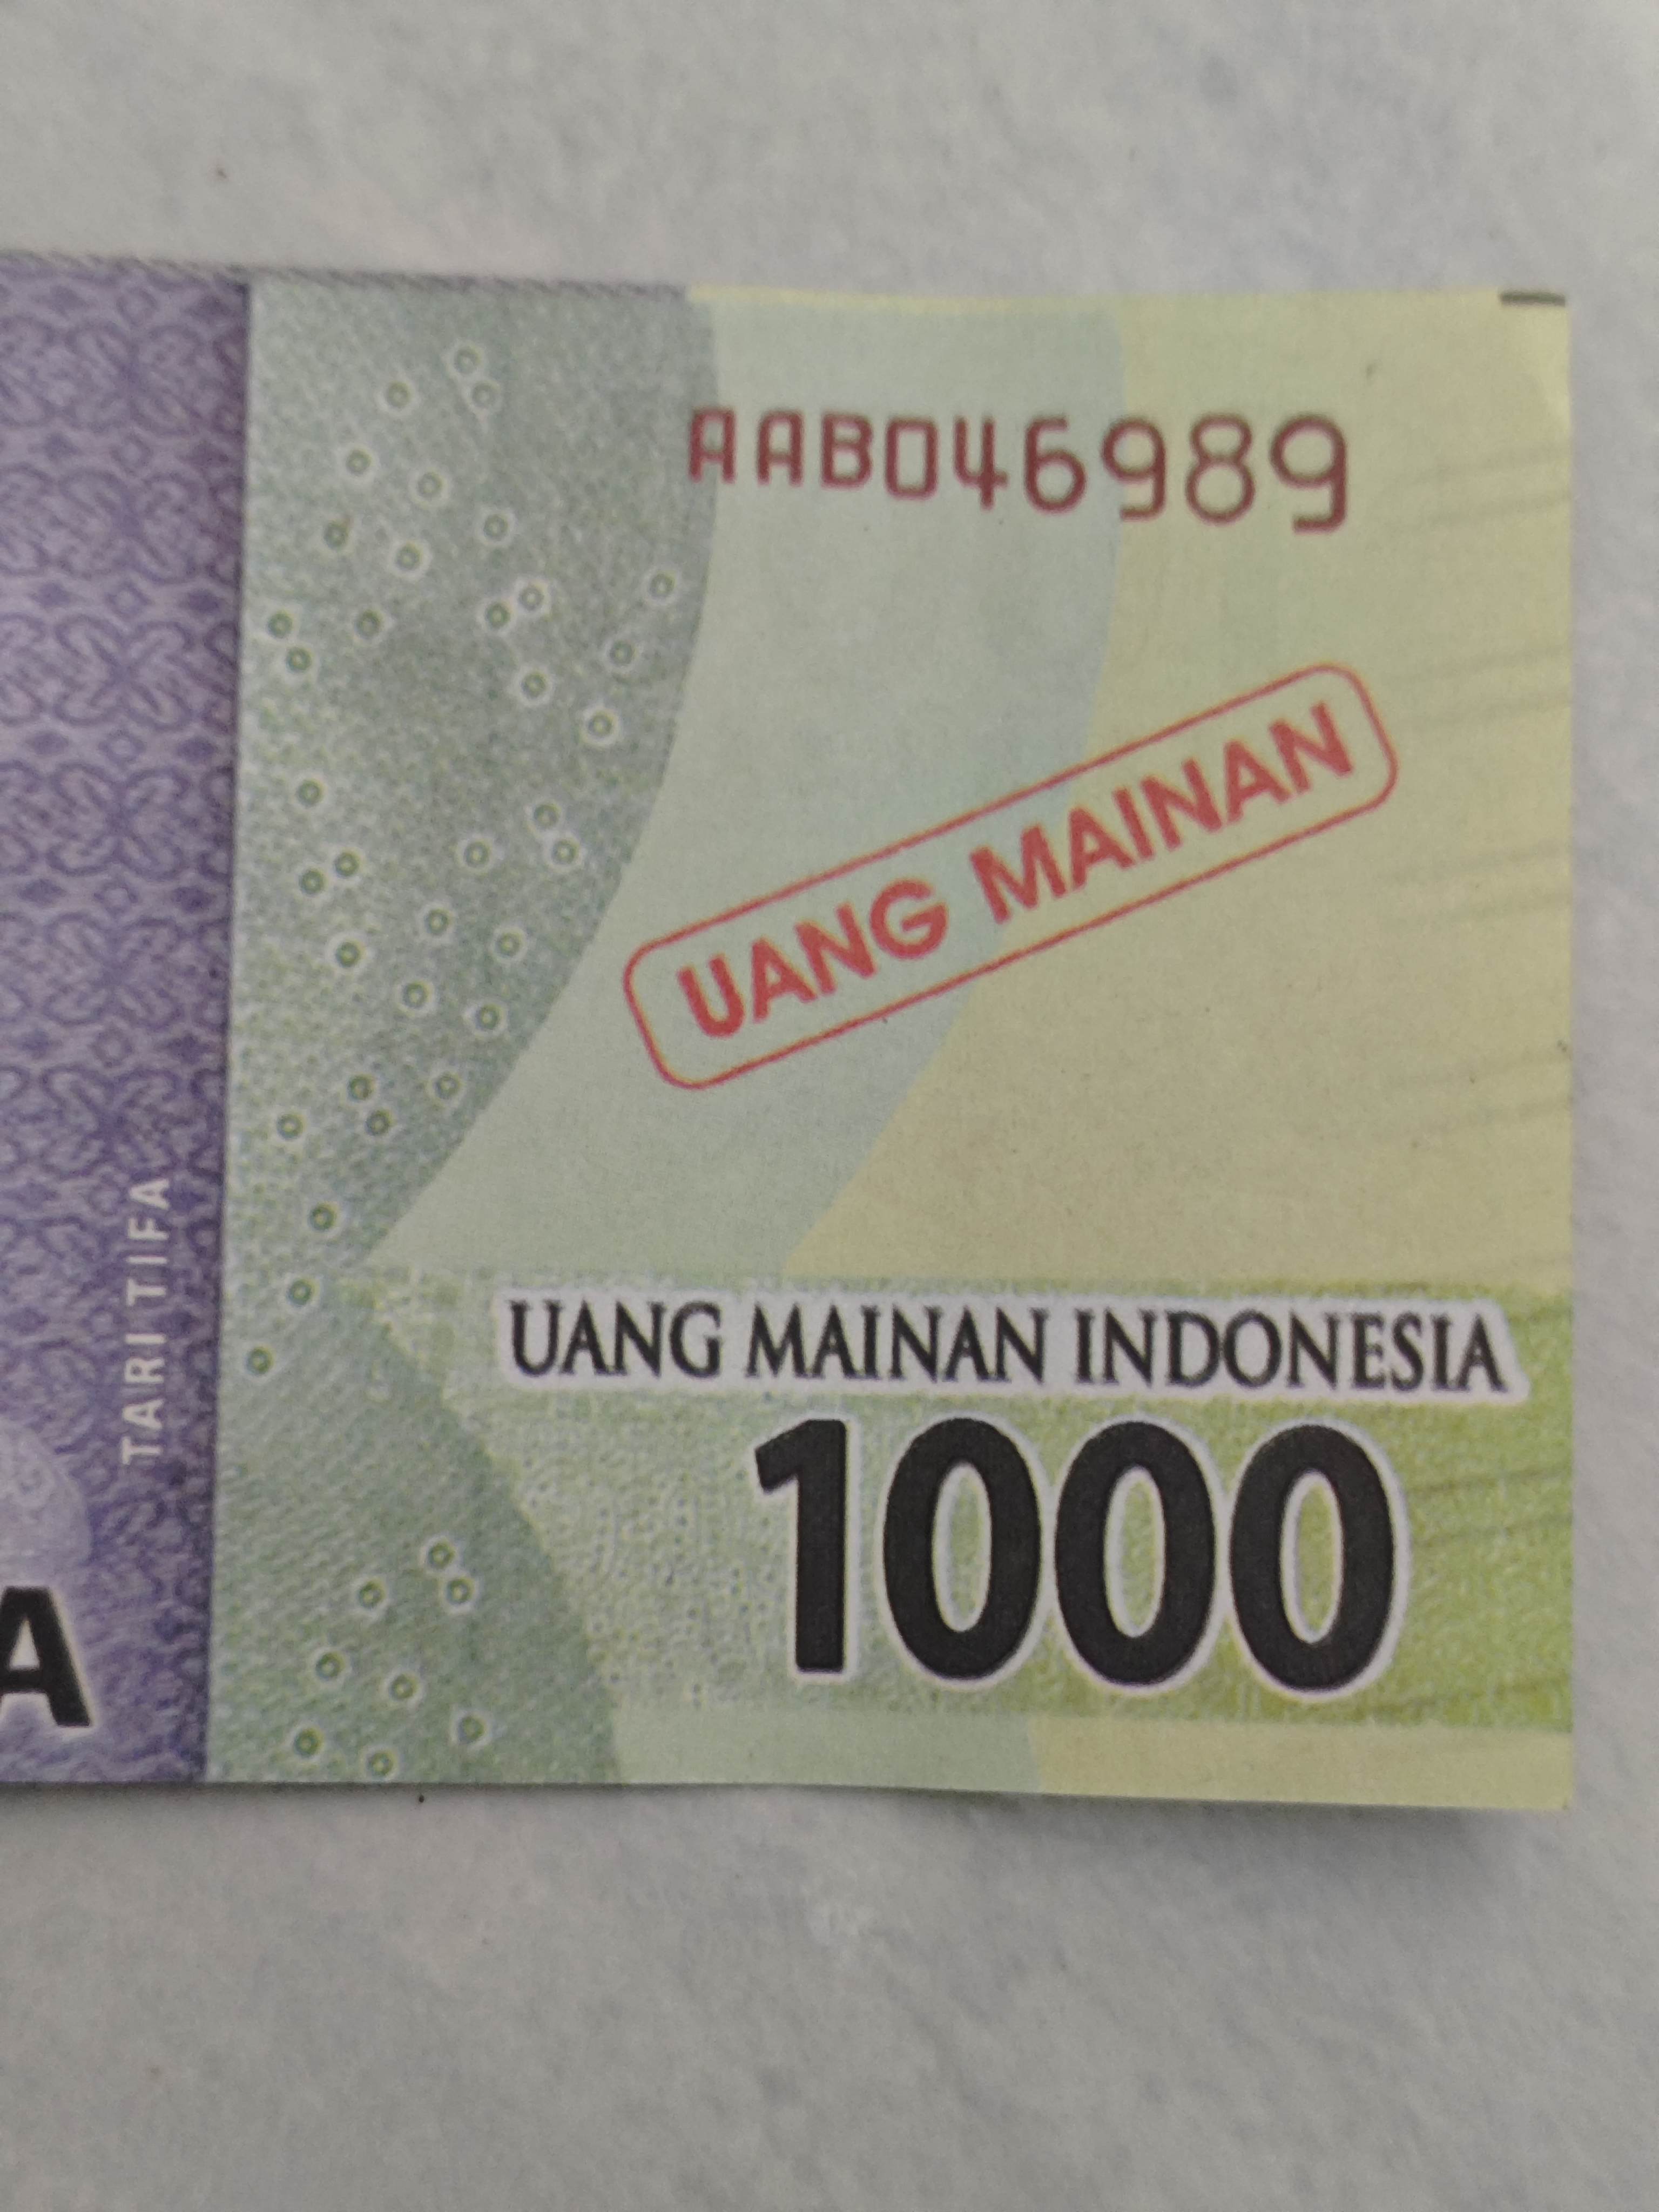 AAB046989
UANG MAINAN
TARI TIFA
UANG MAINAN INDONESIA
1000
A